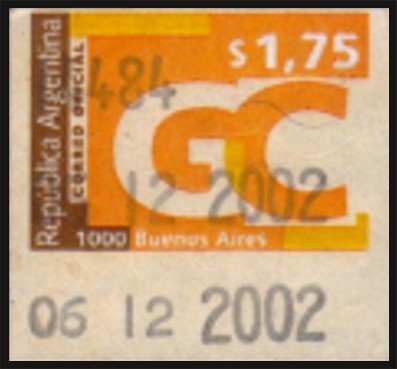 República Argentina
CORREO OFICIAL
$ 1,75
484
GC
12 2002
1000 Buenos Aires
06 12 2002